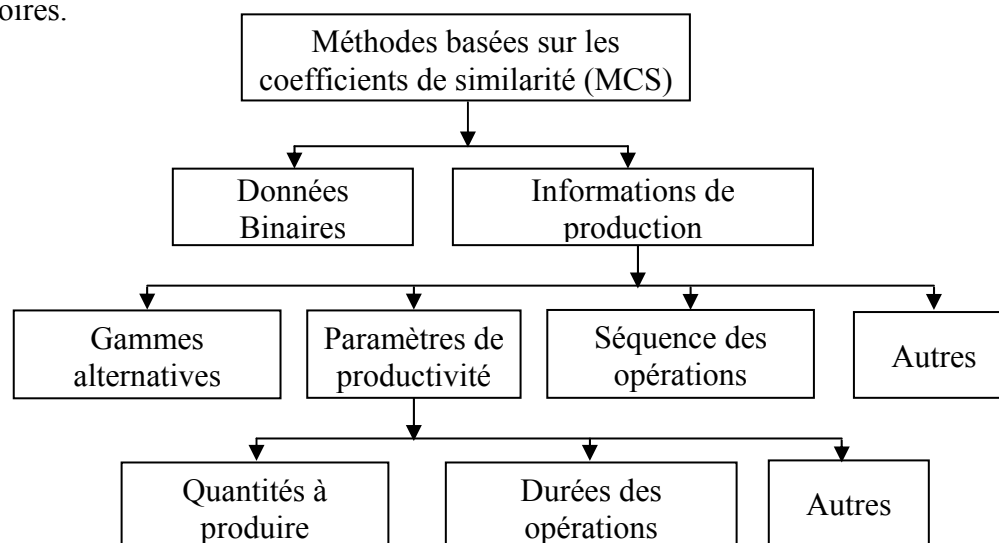 oires.
Méthodes basées sur les
coefficients de similarité (MCS)
Données
Binaires
Informations de
production
Gammes
alternatives
Paramètres de
productivité
Séquence des
opérations
Autres
Quantités à
produire
Durées des
opérations
Autres